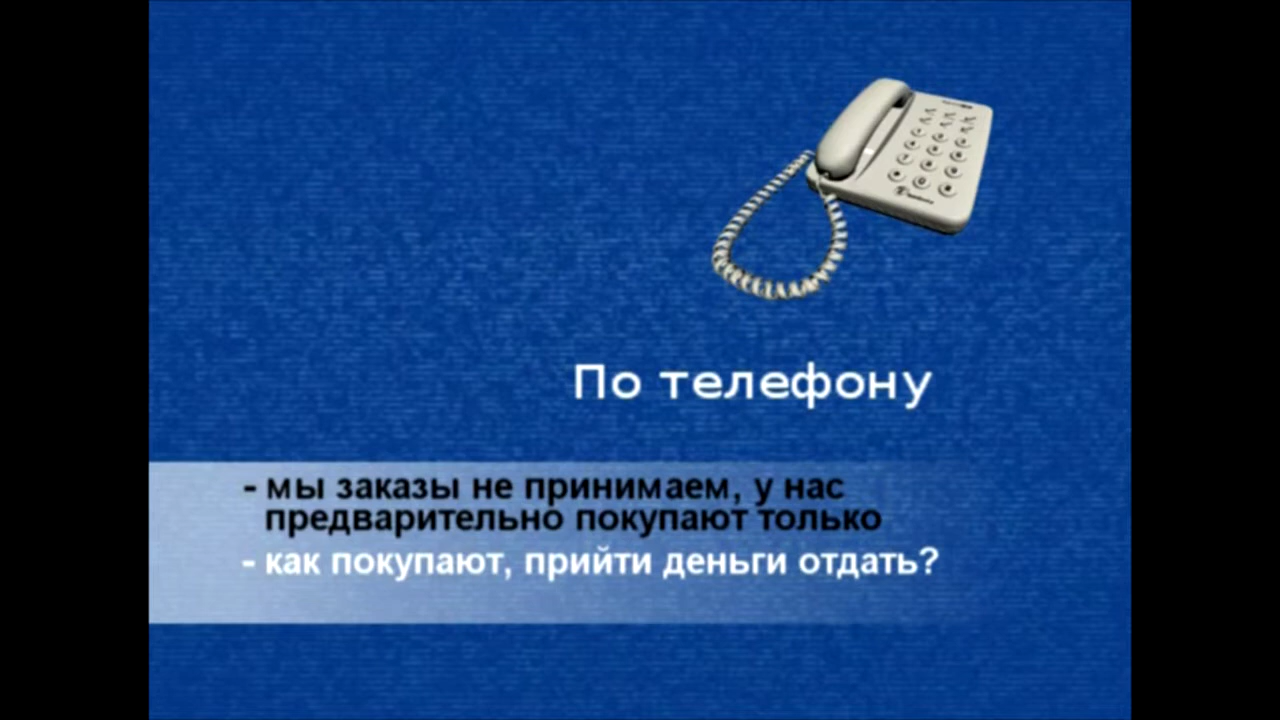 По телефону
- мы заказы не принимаем, у нас
предварительно покупают только
- как покупают, прийти деньги отдать?